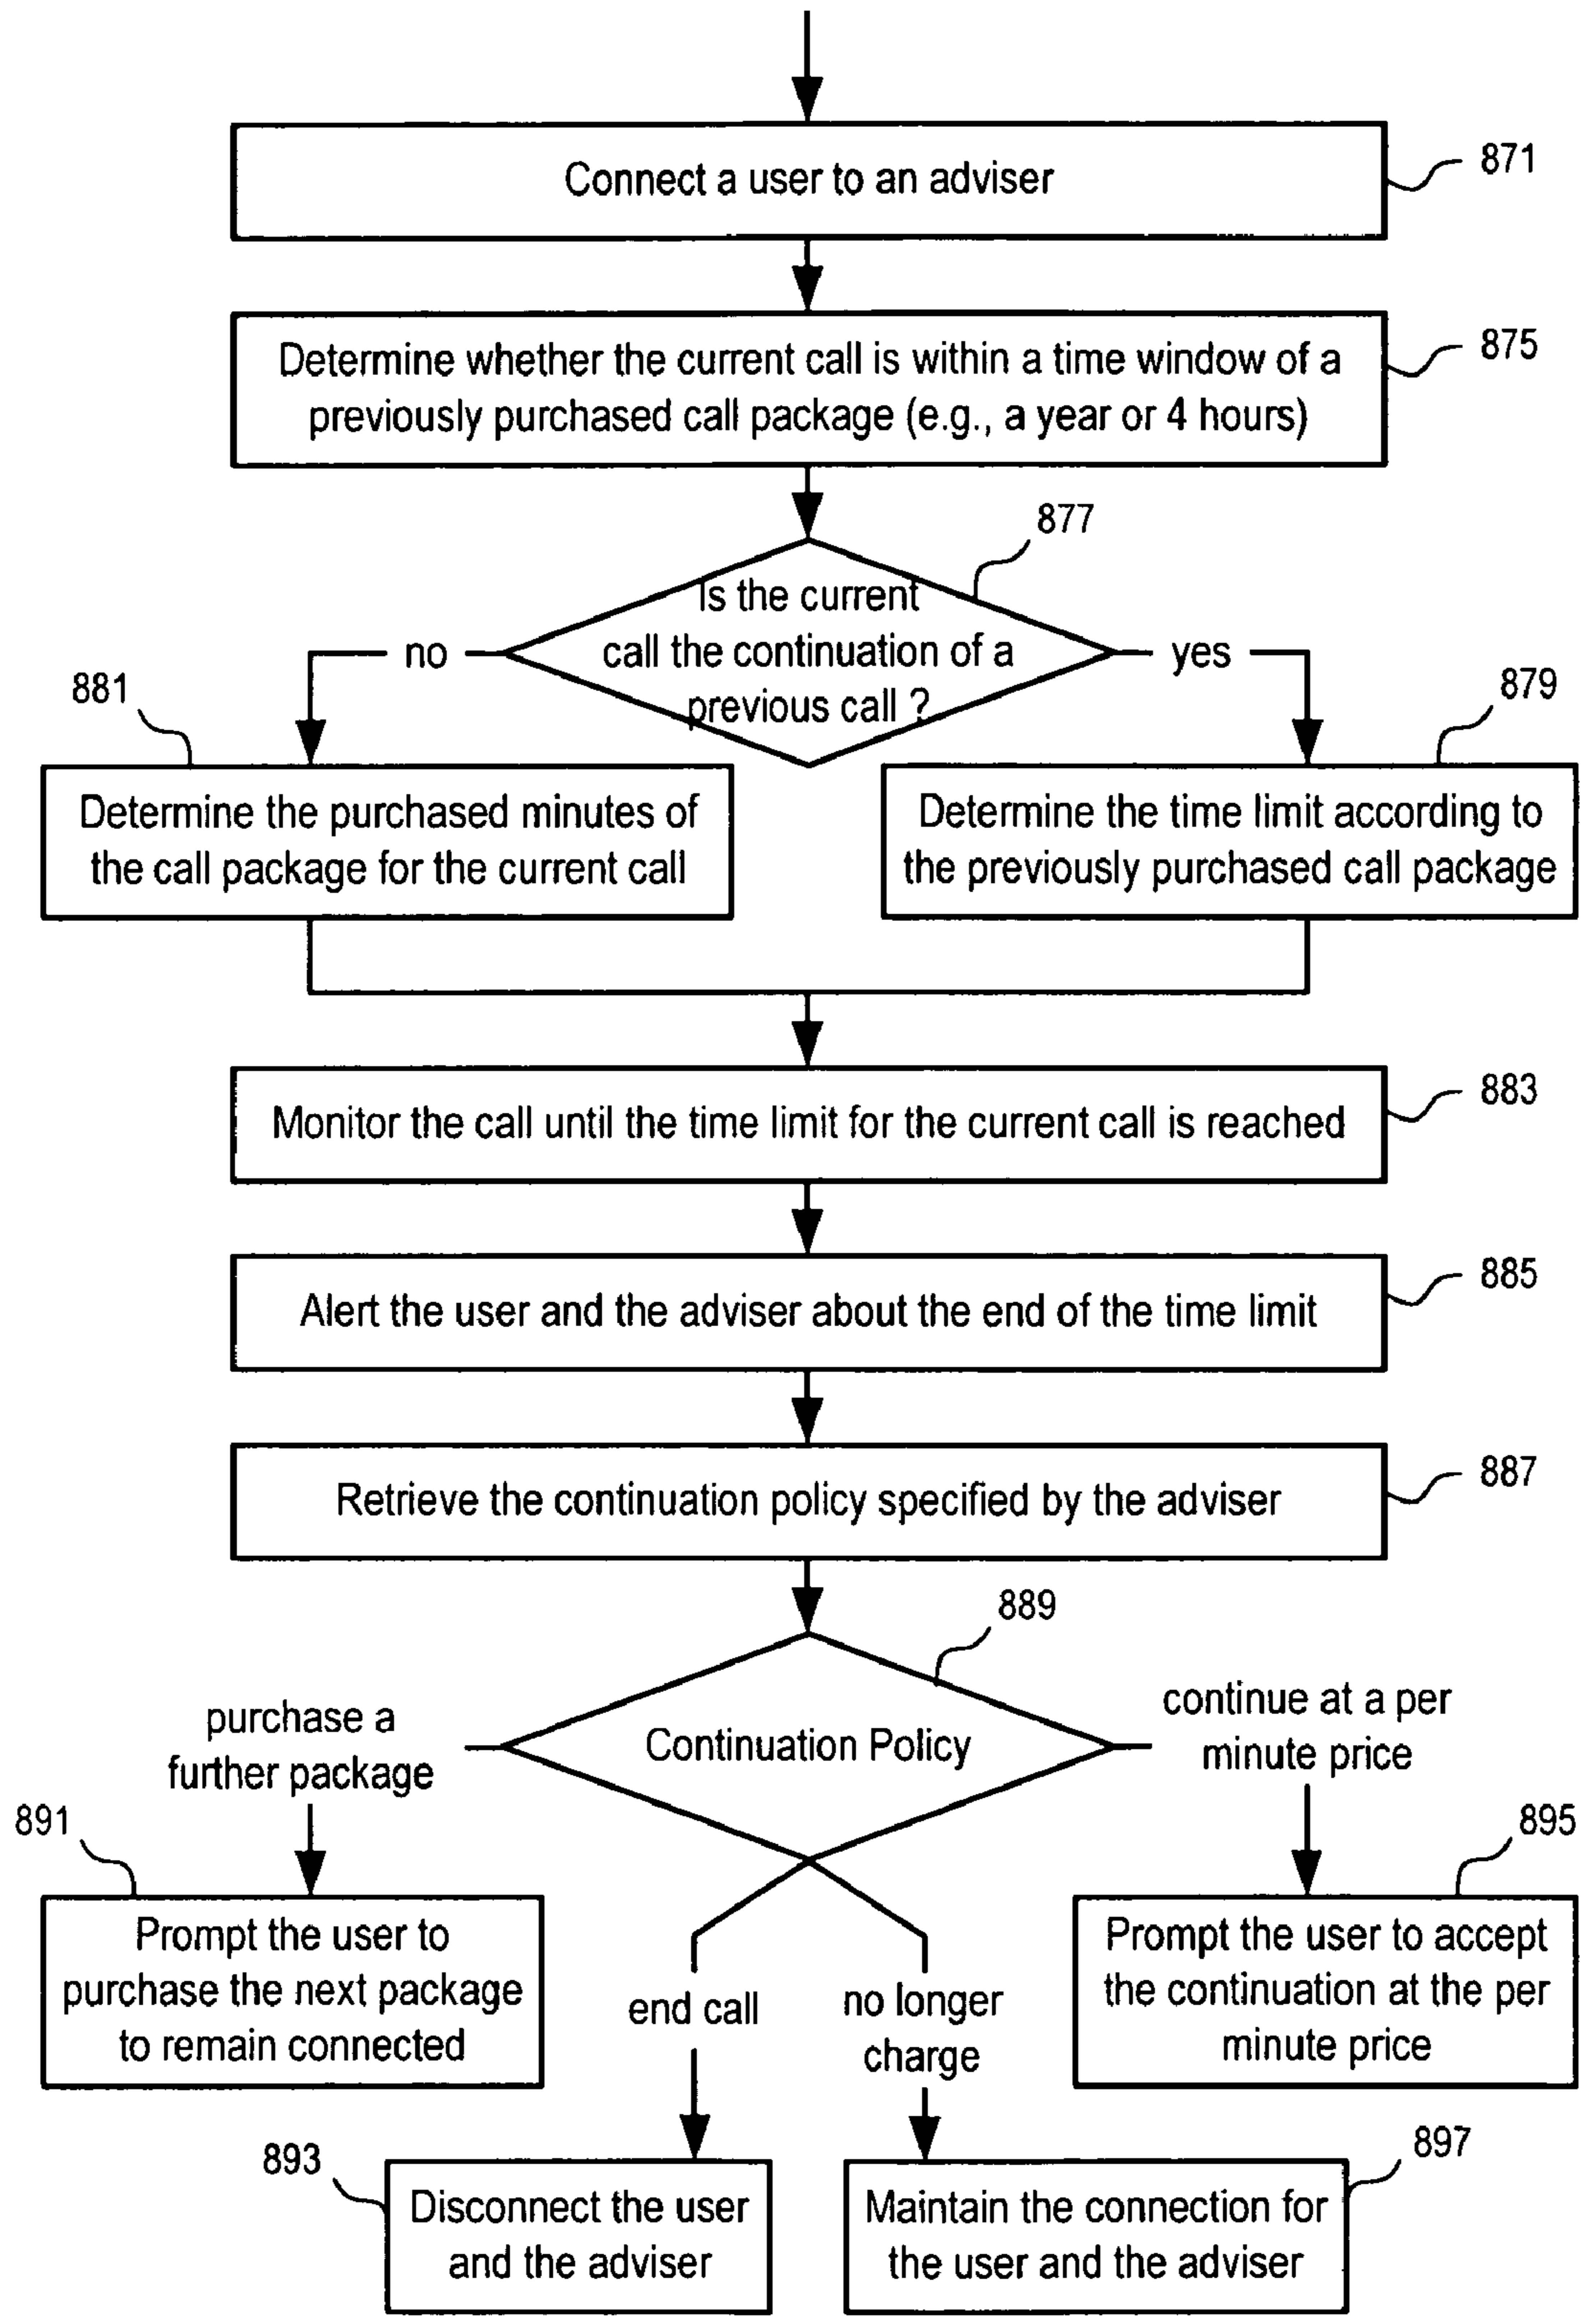 Connect a user to an adviser
871
Determine whether the current call is within a time window of a
previously purchased call package (e.g., a year or 4 hours)
875
877
Is the current
call the continuation of a
previous call ?
no
yes
881
879
Determine the purchased minutes of
the call package for the current call
Determine the time limit according to
the previously purchased call package
Monitor the call until the time limit for the current call is reached
883
Alert the user and the adviser about the end of the time limit
885
Retrieve the continuation policy specified by the adviser
887
889
Continuation Policy
purchase a
further package
continue at a per
minute price
891
895
Prompt the user to
purchase the next package
to remain connected
end call
no longer
charge
Prompt the user to accept
the continuation at the per
minute price
893
897
Disconnect the user
and the adviser
Maintain the connection for
the user and the adviser